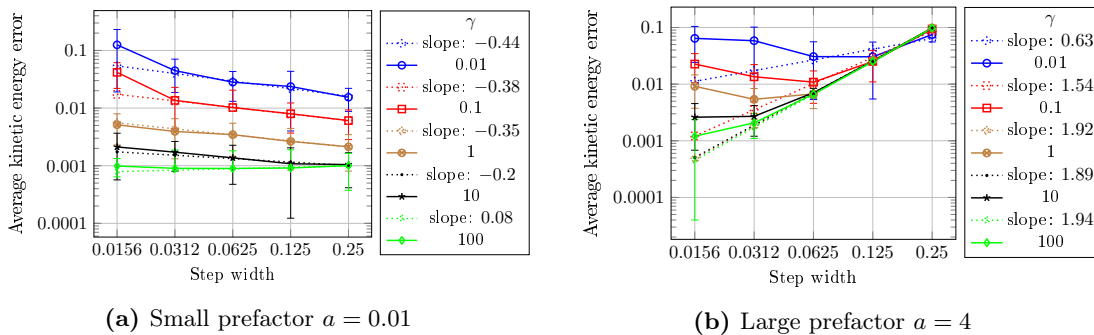 Average kinetic energy error
0.1
0.01
0.001
0.0001
0.0156
0.0312
0.0625
0.125
0.25
Step width
γ
slope: −0.44
0.01
slope: −0.38
0.1
slope: −0.35
1
slope: −0.2
10
slope: 0.08
100
(a) Small prefactor a = 0.01
Average kinetic energy error
0.1
0.01
0.001
0.0001
0.0156
0.0312
0.0625
0.125
0.25
Step width
γ
slope: 0.63
0.01
slope: 1.54
0.1
slope: 1.92
1
slope: 1.89
10
slope: 1.94
100
(b) Large prefactor a = 4